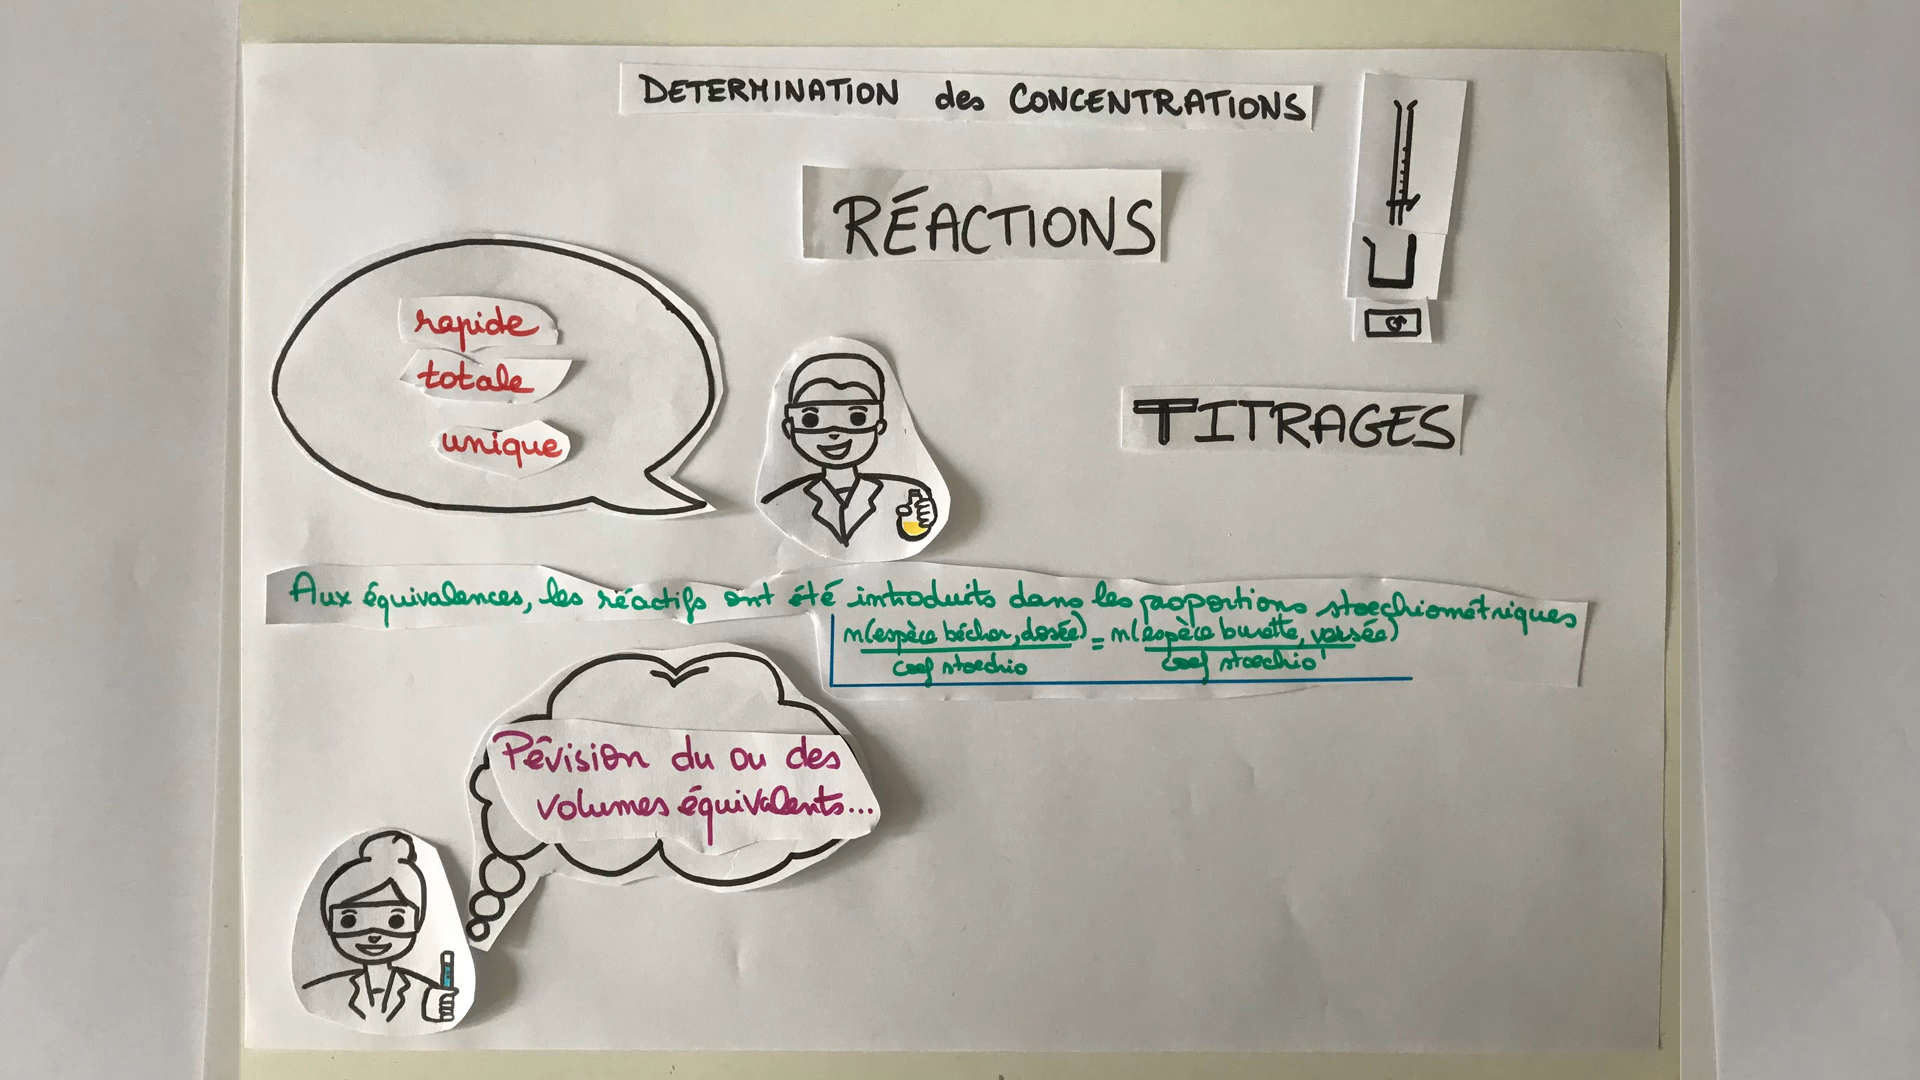 DETERMINATION des CONCENTRATIONS
RÉACTIONS
rapide
totale
unique
TITRAGES
Aux équivalences, les réactifs ont été introduits dans les proportions stoechiométriques
n(espèce bécher, dosée) = n(espèce burette, versée)
coef stoechio coef stoechio'
Pévision du ou des
volumes équivalents...